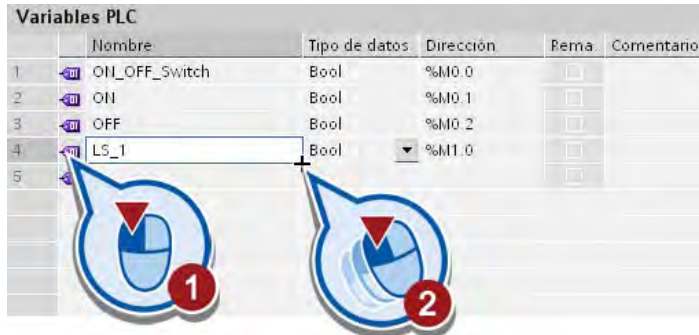 Variables PLC
Nombre Tipo de datos Dirección Rema. Comentario
1 ON_OFF_Switch Bool %M0.0
2 ON Bool %M0.1
3 OFF Bool %M0.2
4 LS_1 Bool %M1.0
5
1 2